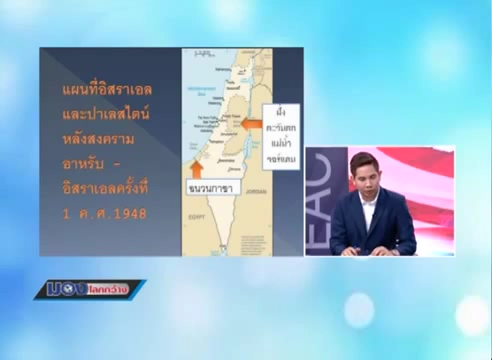 แผนที่อิสราเอล
และปาเลสไตน์
หลังสงคราม
อาหรับ –
อิสราเอลครั้งที่
1 ค.ศ.1948
ฝั่ง
ตะวันตก
แม่น้ำ
จอร์แดน
ฉนวนกาซา
JORDAN
EGYPT
EAC
มองโลกกว้าง